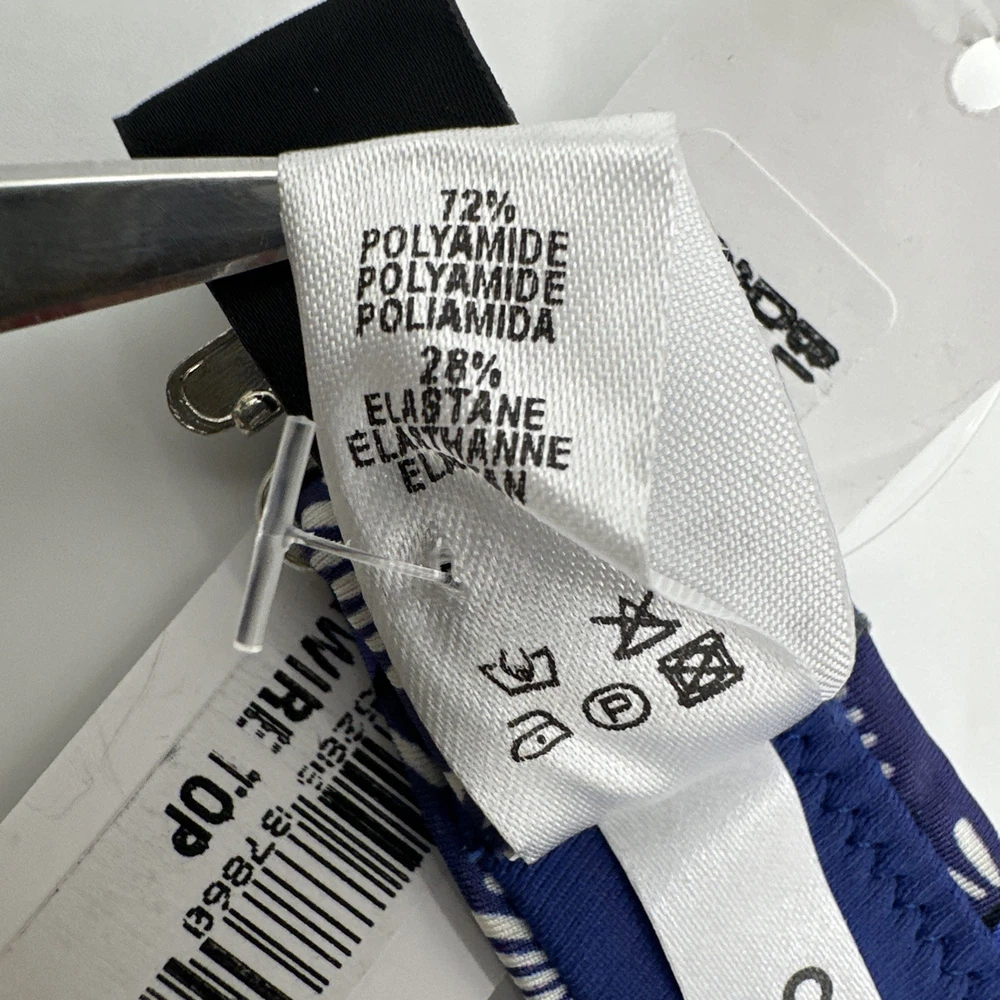 72%
POLYAMIDE
POLYAMIDE
POLIAMIDA
28%
ELASTANE
ELASTHANNE
P
WIRE TOP